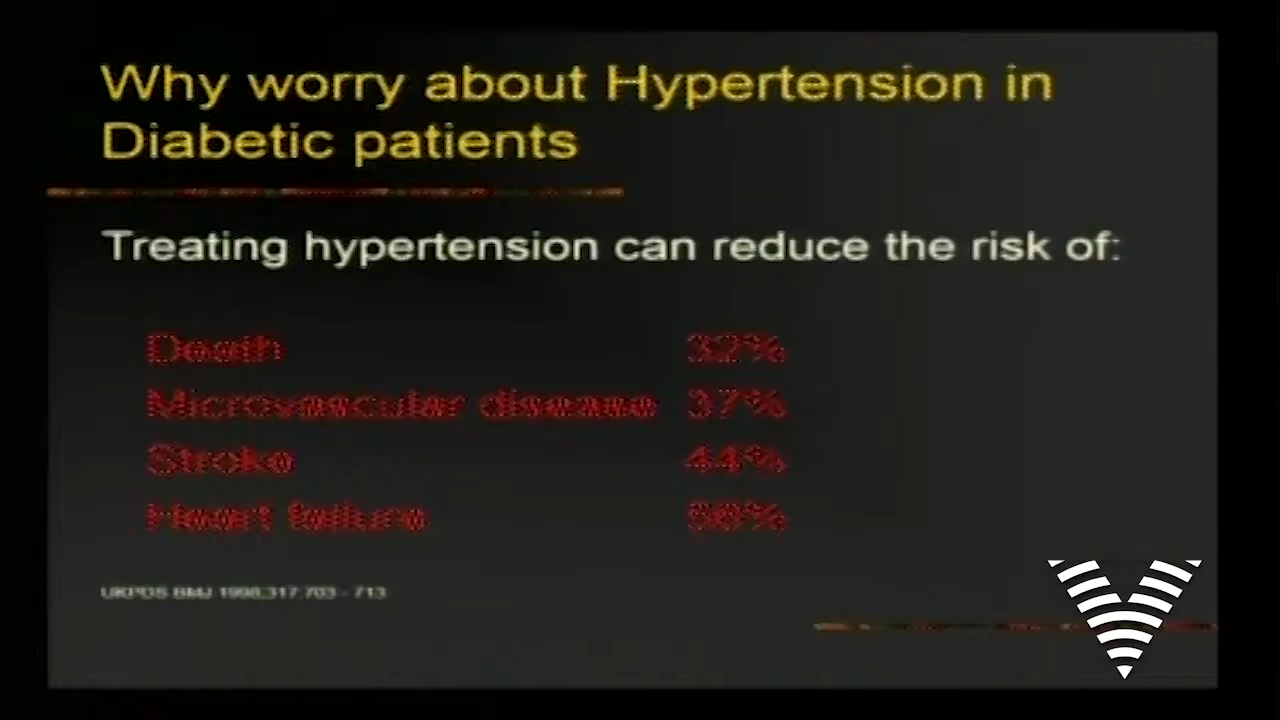 Why worry about Hypertension in
Diabetic patients
Treating hypertension can reduce the risk of:
Death 32%
Microvascular disease 37%
Stroke 44%
Heart failure
UKPDS BMJ 1998;317:703 - 713